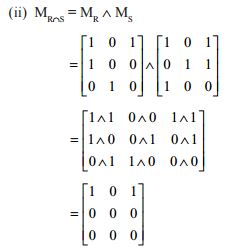 (ii) M_{R∩S} = M_R ∧ M_S
= [1 0 1
1 0 0
0 1 0] ∧ [1 0 1
0 1 1
1 0 0]
= [1∧1 0∧0 1∧1
1∧0 0∧1 0∧1
0∧1 1∧0 0∧0]
= [1 0 1
0 0 0
0 0 0]